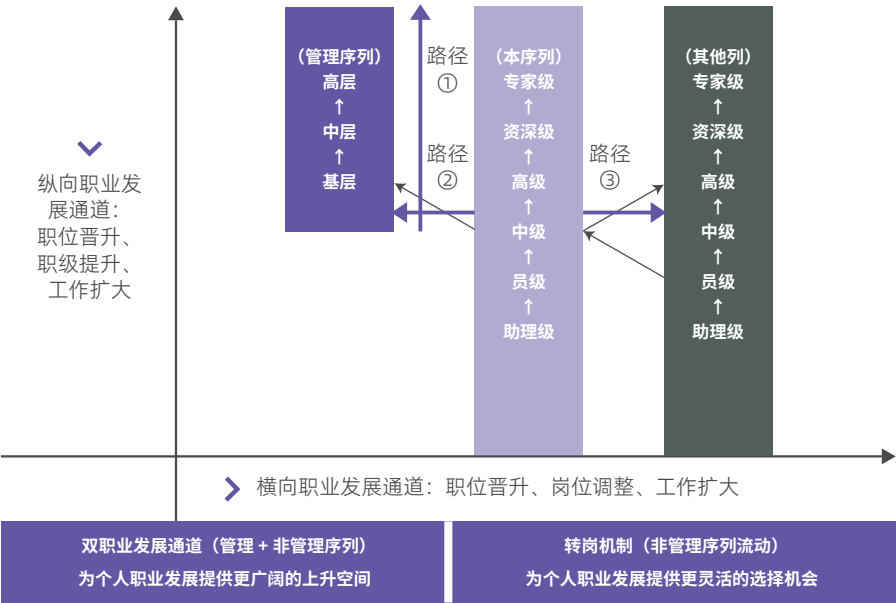 纵向职业发
展通道：
职位晋升、
职级提升、
工作扩大
（管理序列）
高层
↑
中层
↑
基层
路径
①
路径
②
（本序列）
专家级
↑
资深级
↑
高级
↑
中级
↑
员级
↑
助理级
路径
③
（其他列）
专家级
↑
资深级
↑
高级
↑
中级
↑
员级
↑
助理级
横向职业发展通道：职位晋升、岗位调整、工作扩大
双职业发展通道（管理 + 非管理序列）
为个人职业发展提供更广阔的上升空间
转岗机制（非管理序列流动）
为个人职业发展提供更灵活的选择机会